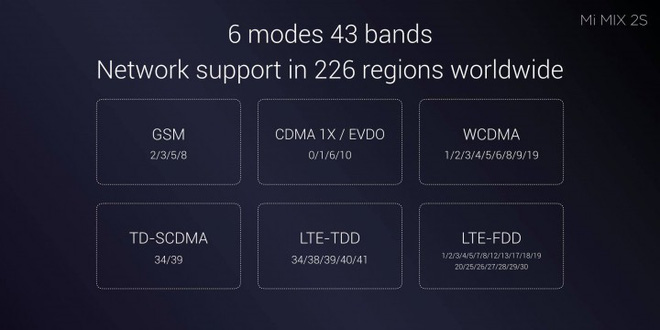 Mi MIX 2S
6 modes 43 bands
Network support in 226 regions worldwide
GSM
2/3/5/8
CDMA 1X / EVDO
0/1/6/10
WCDMA
1/2/3/4/5/6/8/9/19
TD-SCDMA
34/39
LTE-TDD
34/38/39/40/41
LTE-FDD
1/2/3/4/5/7/8/12/13/17/18/19
20/25/26/27/28/29/30